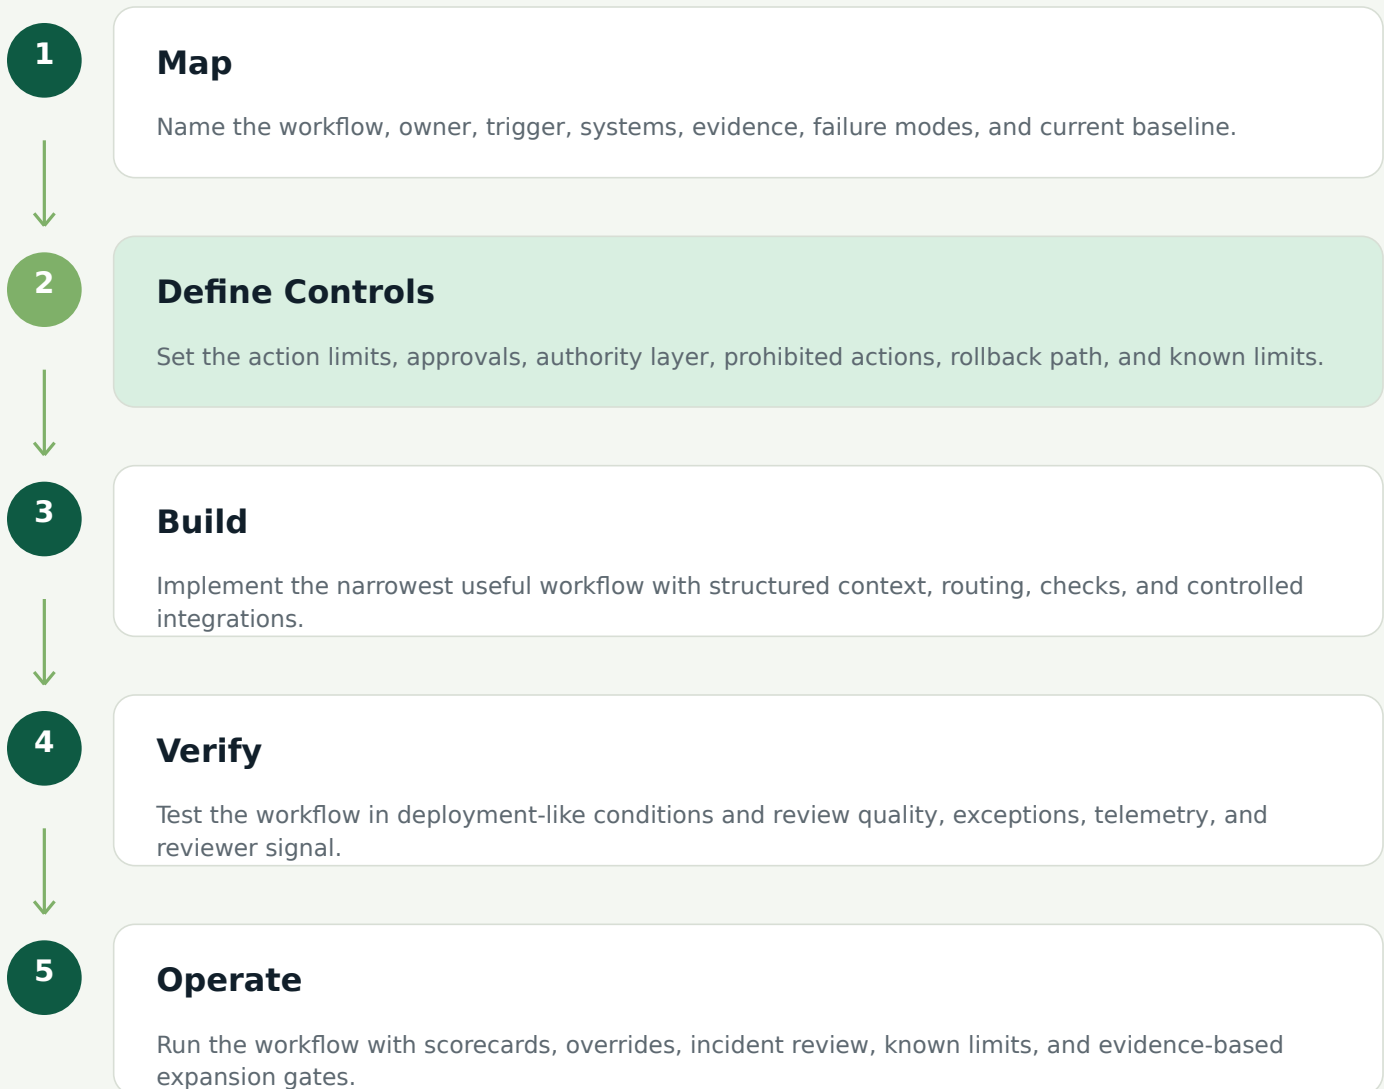 1
Map
Name the workflow, owner, trigger, systems, evidence, failure modes, and current baseline.
2
Define Controls
Set the action limits, approvals, authority layer, prohibited actions, rollback path, and known limits.
3
Build
Implement the narrowest useful workflow with structured context, routing, checks, and controlled
integrations.
4
Verify
Test the workflow in deployment-like conditions and review quality, exceptions, telemetry, and
reviewer signal.
5
Operate
Run the workflow with scorecards, overrides, incident review, known limits, and evidence-based
expansion gates.